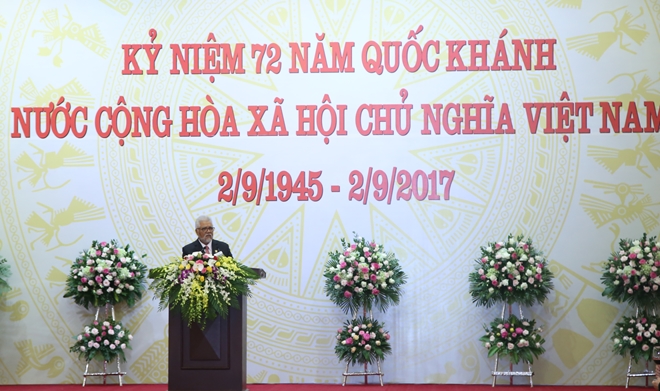 KỶ NIỆM 72 NĂM QUỐC KHÁNH
NƯỚC CỘNG HÒA XÃ HỘI CHỦ NGHĨA VIỆT NAM
2/9/1945 - 2/9/2017